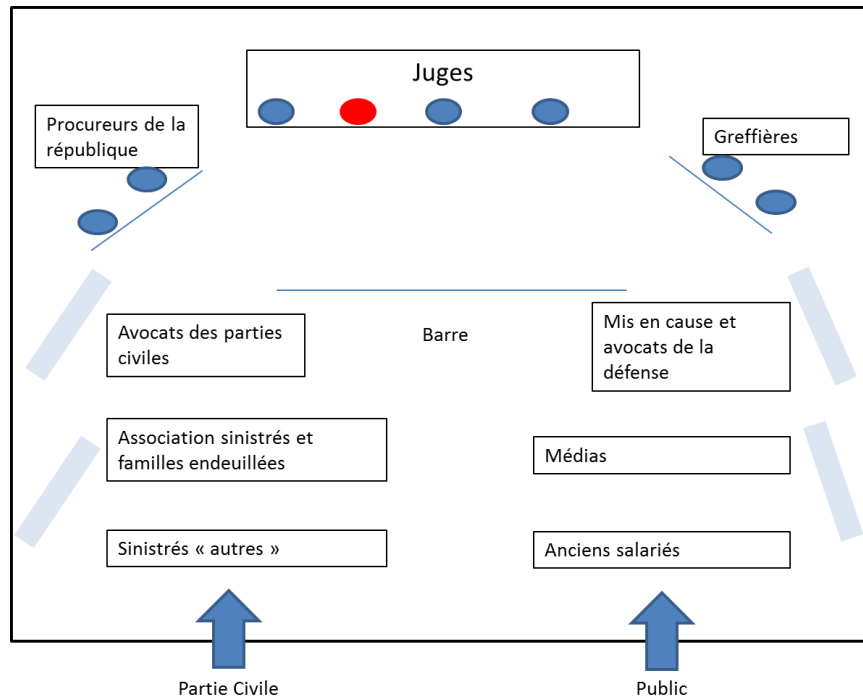 Juges
Procureurs de la
république
Greffières
Avocats des parties
civiles
Barre
Mis en cause et
avocats de la
défense
Association sinistrés et
familles endeuillées
Médias
Sinistrés « autres »
Anciens salariés
Partie Civile
Public